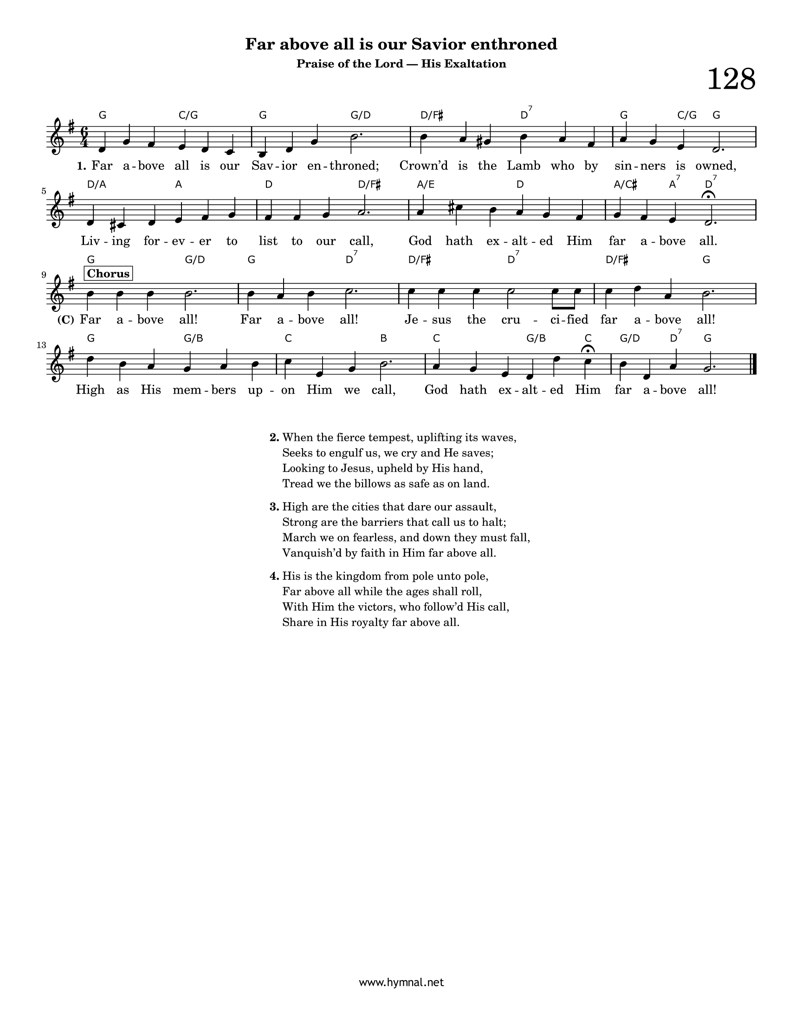 Far above all is our Savior enthroned
Praise of the Lord — His Exaltation
128
G C/G G G/D D/F♯ D7 G C/G G
1. Far a - bove all is our Sav - ior en - throned; Crown'd is the Lamb who by sin - ners is owned,
D/A A D D/F♯ A/E D A/C♯ A7 D7
5
Liv - ing for - ev - er to list to our call, God hath ex - alt - ed Him far a - bove all.
G G/D G D7 D/F♯ D7 D/F♯ G
9 Chorus
(C) Far a - bove all! Far a - bove all! Je - sus the cru - ci - fied far a - bove all!
G G/B C B C G/B C G/D D7 G
13
High as His mem - bers up - on Him we call, God hath ex - alt - ed Him far a - bove all!
2. When the fierce tempest, uplifting its waves,
Seeks to engulf us, we cry and He saves;
Looking to Jesus, upheld by His hand,
Tread we the billows as safe as on land.
3. High are the cities that dare our assault,
Strong are the barriers that call us to halt;
March we on fearless, and down they must fall,
Vanquish'd by faith in Him far above all.
4. His is the kingdom from pole unto pole,
Far above all while the ages shall roll,
With Him the victors, who follow'd His call,
Share in His royalty far above all.
www.hymnal.net